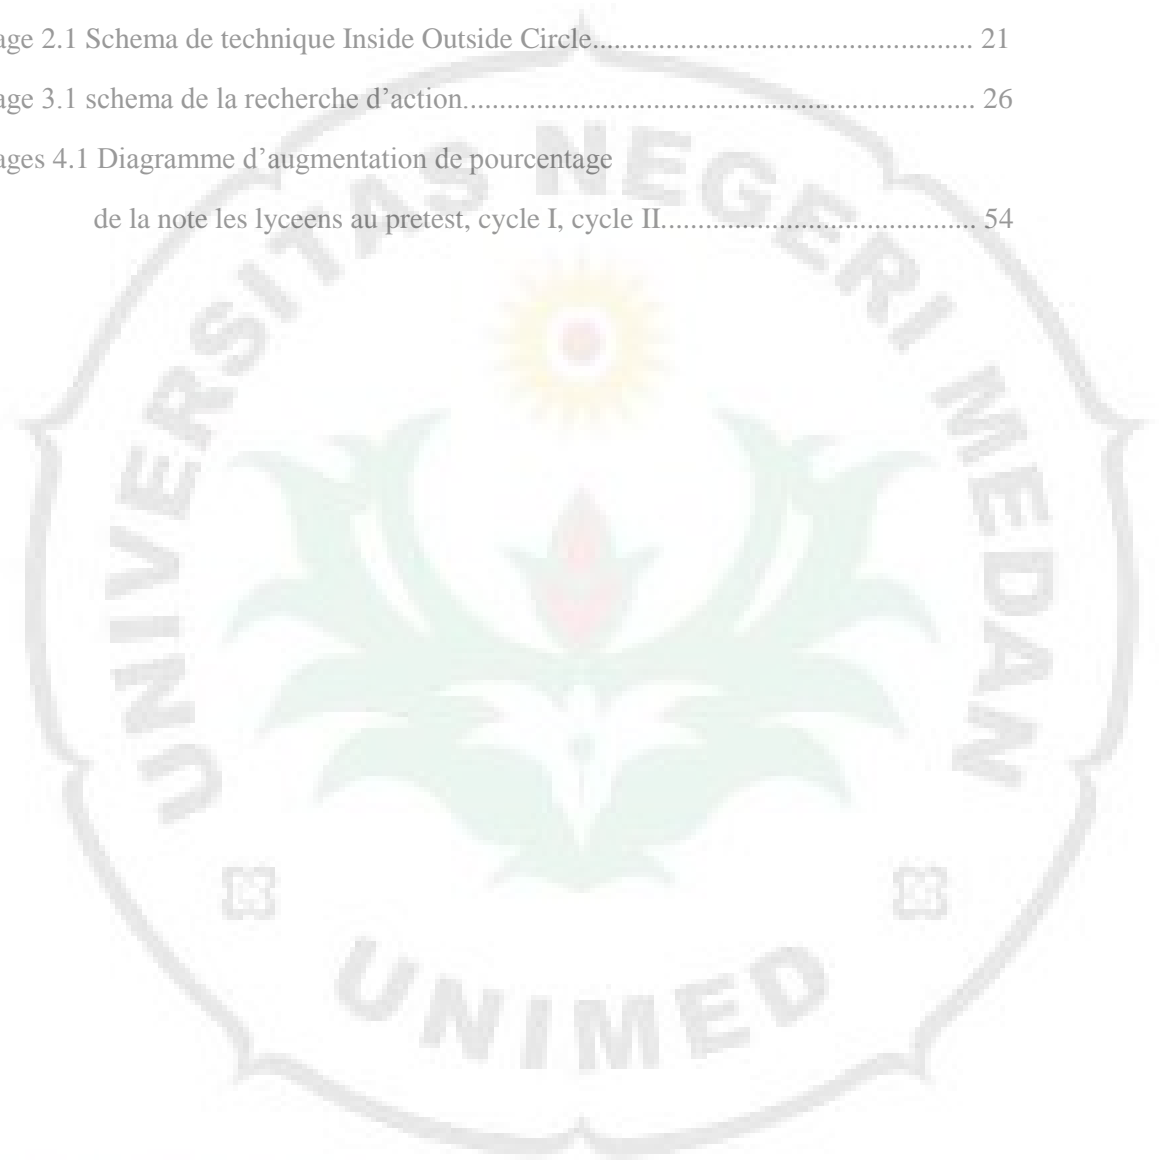 age 2.1 Schema de technique Inside Outside Circle................................................ 21
age 3.1 schema de la recherche d’action................................................................ 26
ages 4.1 Diagramme d’augmentation de pourcentage
de la note les lyceens au pretest, cycle I, cycle II........................................ 54
UNIVERSITAS NEGERI MEDAN
UNIMED